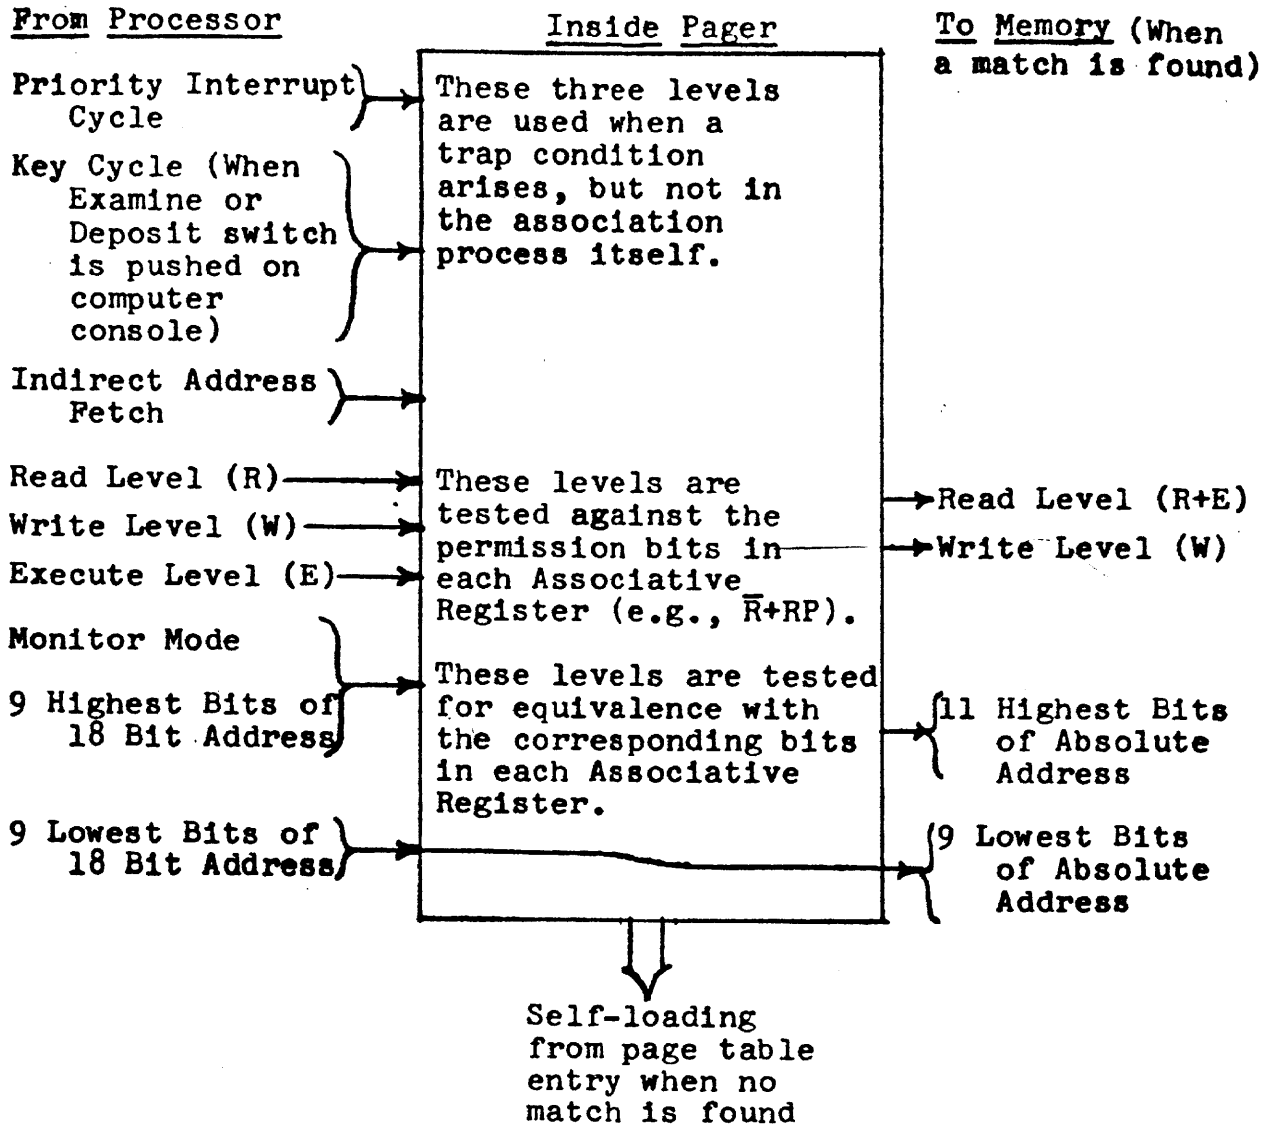 From Processor
Priority Interrupt
Cycle
Key Cycle (When
Examine or
Deposit switch
is pushed on
computer
console)
Indirect Address
Fetch
Read Level (R)
Write Level (W)
Execute Level (E)
Monitor Mode
9 Highest Bits of
18 Bit Address
9 Lowest Bits of
18 Bit Address
Inside Pager
These three levels
are used when a
trap condition
arises, but not in
the association
process itself.
These levels are
tested against the
permission bits in
each Associative
Register (e.g., R̅+RP).
These levels are tested
for equivalence with
the corresponding bits
in each Associative
Register.
To Memory (When
a match is found)
Read Level (R+E)
Write Level (W)
11 Highest Bits
of Absolute
Address
9 Lowest Bits
of Absolute
Address
Self-loading
from page table
entry when no
match is found